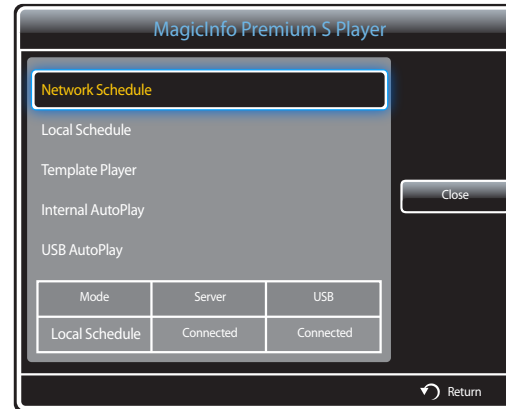 MagicInfo Premium S Player
Network Schedule
Local Schedule
Template Player
Internal AutoPlay
USB AutoPlay
Close
Mode Server USB
Local Schedule Connected Connected
Return